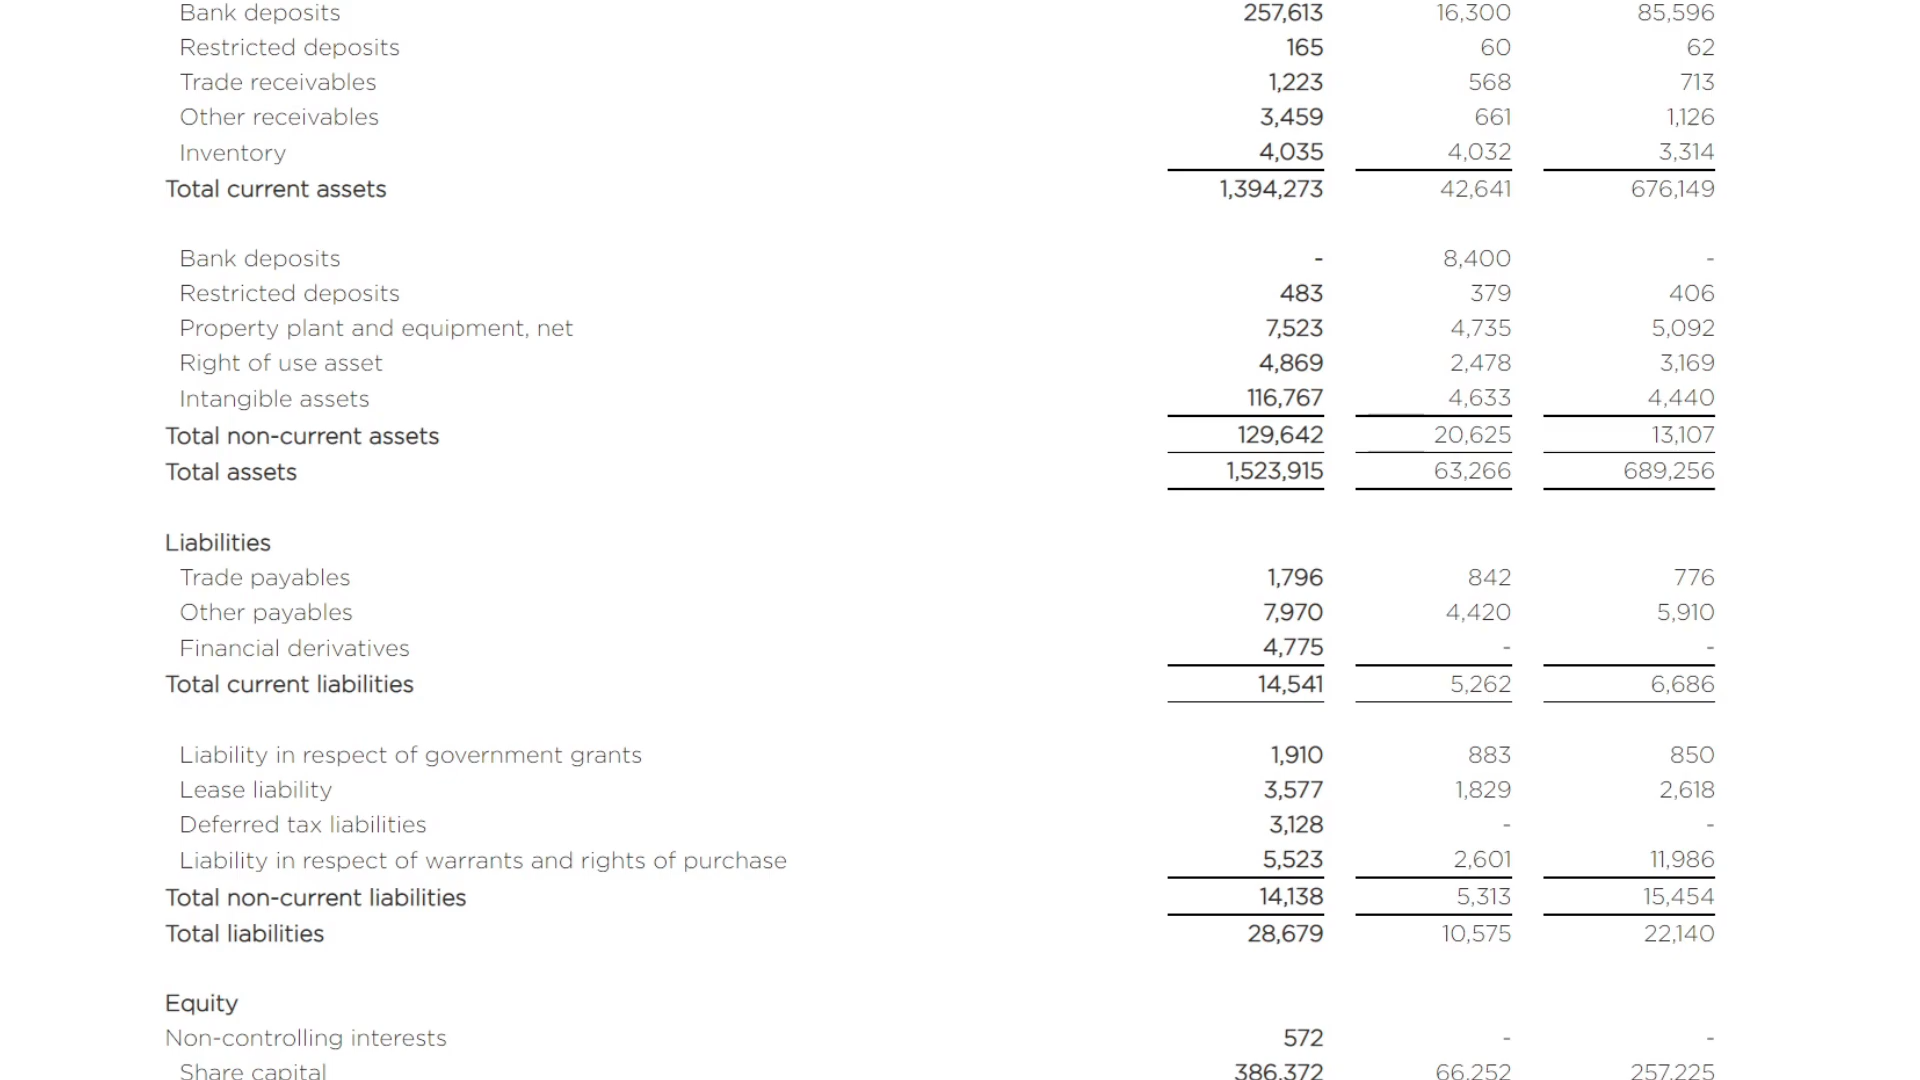 Bank deposits 257,613 16,300 85,596
Restricted deposits 165 60 62
Trade receivables 1,223 568 713
Other receivables 3,459 661 1,126
Inventory 4,035 4,032 3,314
Total current assets 1,394,273 42,641 676,149
Bank deposits - 8,400 -
Restricted deposits 483 379 406
Property plant and equipment, net 7,523 4,735 5,092
Right of use asset 4,869 2,478 3,169
Intangible assets 116,767 4,633 4,440
Total non-current assets 129,642 20,625 13,107
Total assets 1,523,915 63,266 689,256
Liabilities
Trade payables 1,796 842 776
Other payables 7,970 4,420 5,910
Financial derivatives 4,775 - -
Total current liabilities 14,541 5,262 6,686
Liability in respect of government grants 1,910 883 850
Lease liability 3,577 1,829 2,618
Deferred tax liabilities 3,128 - -
Liability in respect of warrants and rights of purchase 5,523 2,601 11,986
Total non-current liabilities 14,138 5,313 15,454
Total liabilities 28,679 10,575 22,140
Equity
Non-controlling interests 572 - -
Share capital 386,372 66,252 257,225